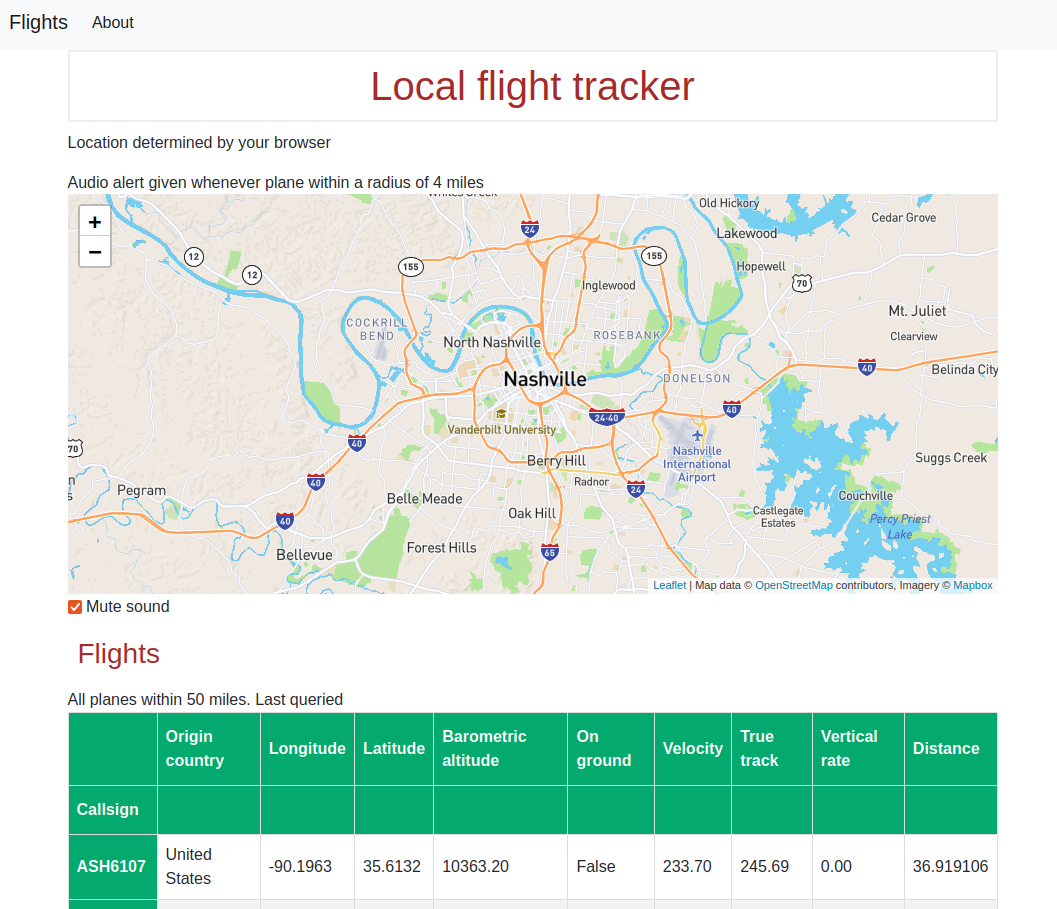 Flights About
Local flight tracker
Location determined by your browser
Audio alert given whenever plane within a radius of 4 miles
+
−
Old Hickory
Cedar Grove
24
Lakewood
12
155
155
Hopewell
12
70
Inglewood
Mt. Juliet
COCKRILL
BEND
ROSEBANK
Clearview
North Nashville
40
Belinda City
Nashville
DONELSON
40
24-40
Vanderbilt University
40
70
Nashville
International
Airport
Berry Hill
Suggs Creek
40
Radnor
24
Pegram
Belle Meade
Couchville
Oak Hill
Castlegate
Estates
40
Percy Priest
Lake
Forest Hills
65
Bellevue
Leaflet | Map data © OpenStreetMap contributors, Imagery © Mapbox
Mute sound
Flights
All planes within 50 miles. Last queried
Origin country Longitude Latitude Barometric altitude On ground Velocity True track Vertical rate Distance
Callsign
ASH6107 United States -90.1963 35.6132 10363.20 False 233.70 245.69 0.00 36.919106